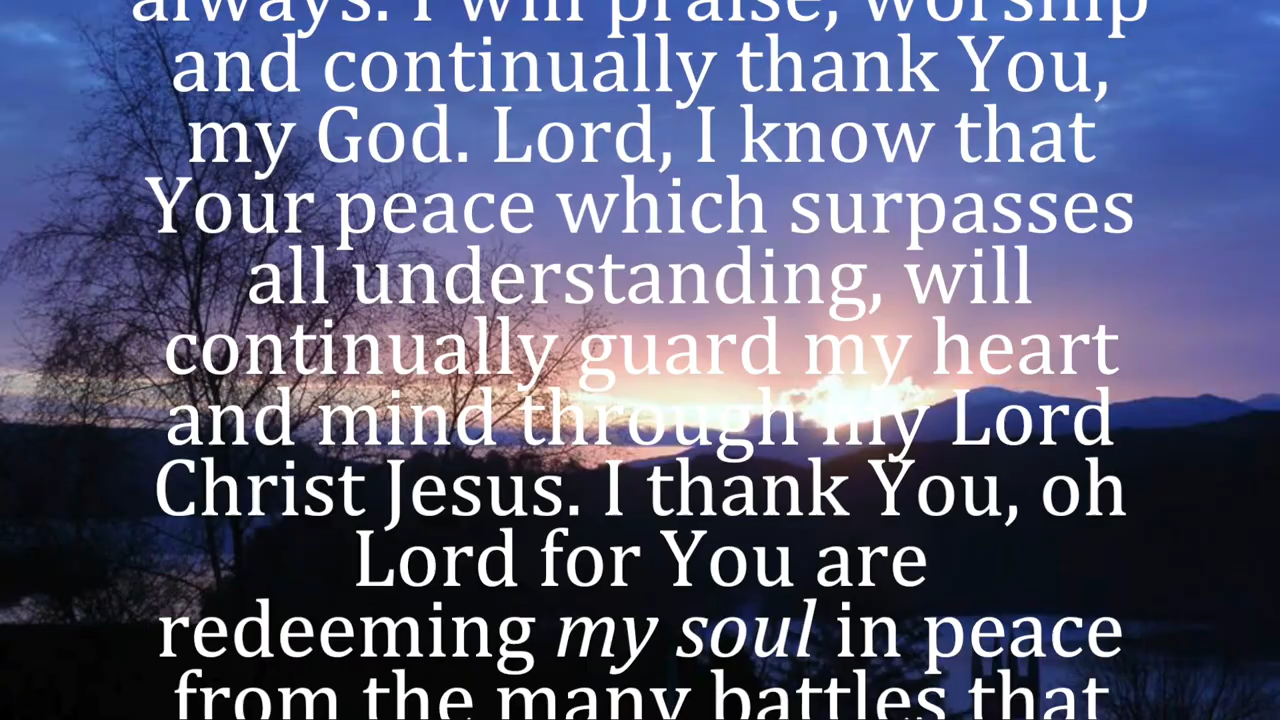 always. I will praise, worship
and continually thank You,
my God. Lord, I know that
Your peace which surpasses
all understanding, will
continually guard my heart
and mind through my Lord
Christ Jesus. I thank You, oh
Lord for You are
redeeming my soul in peace
from the many battles that